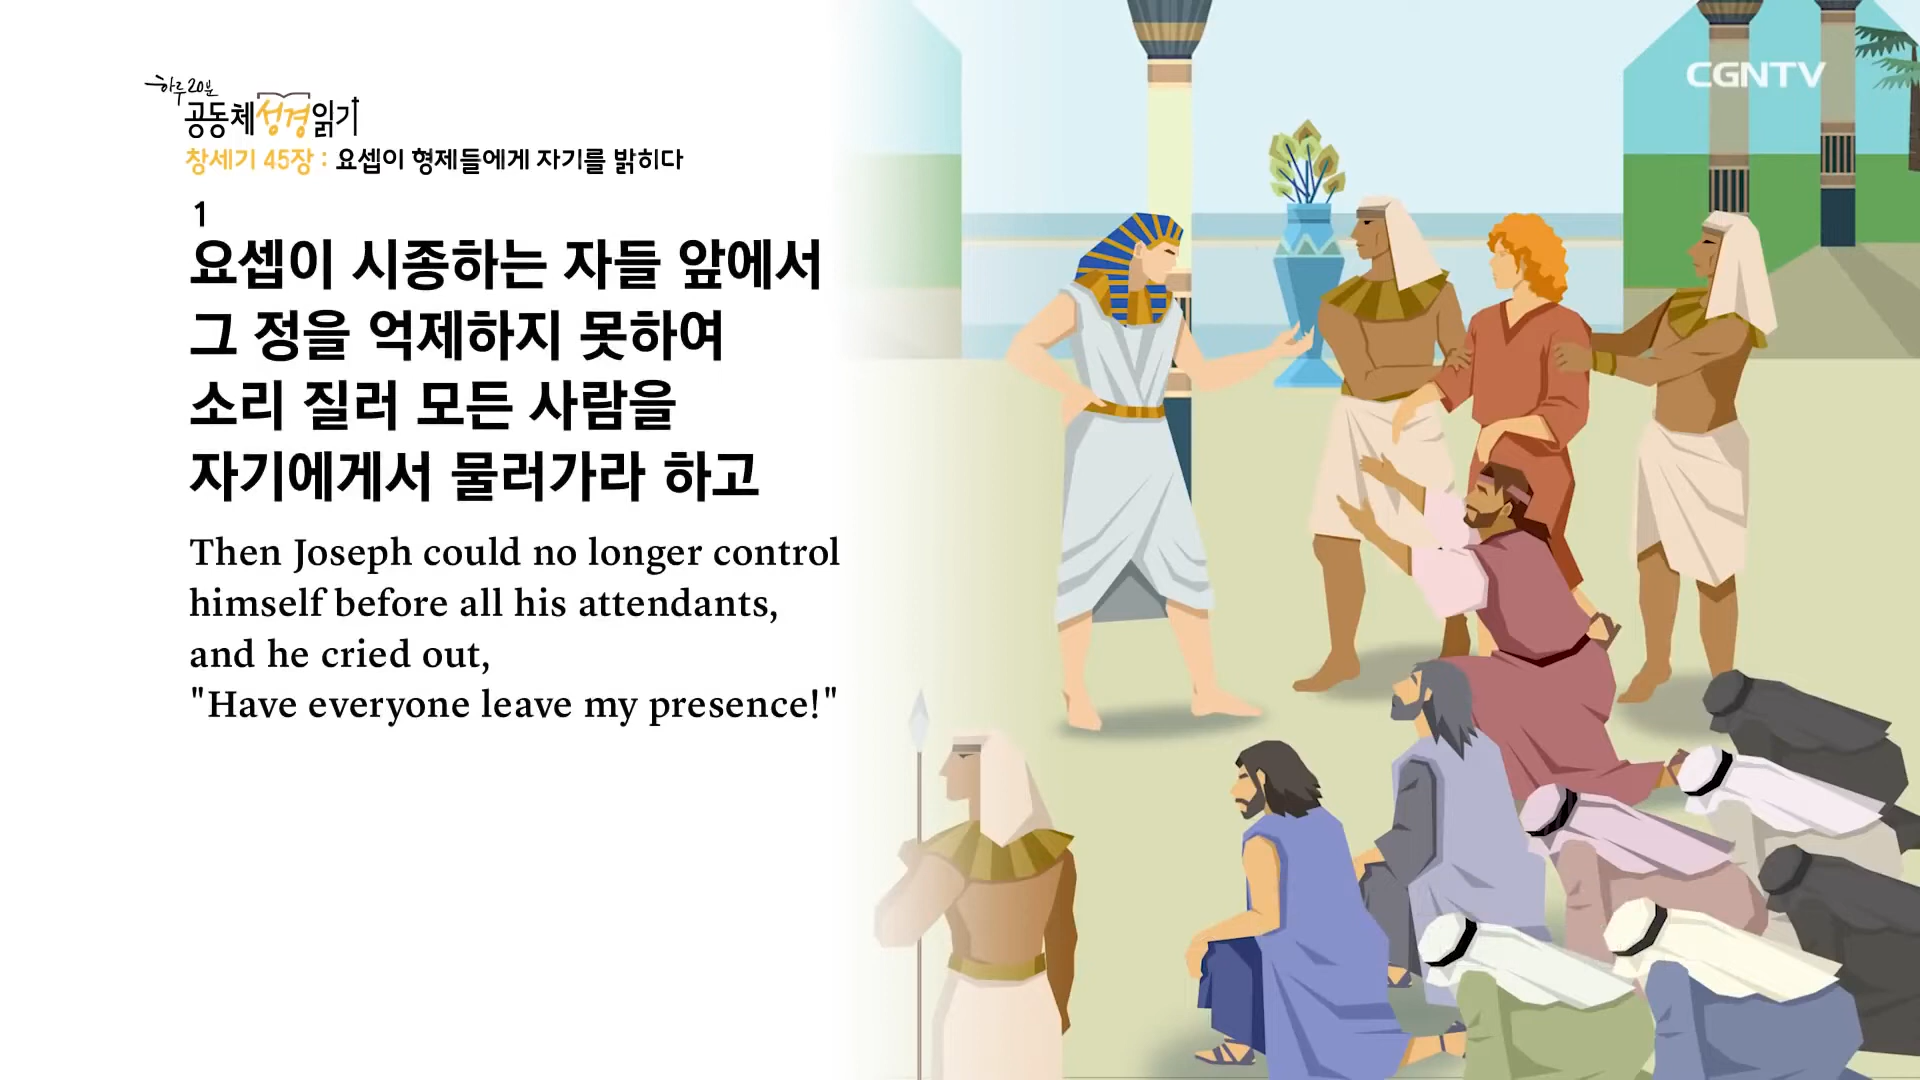 하루 20분
CGNTV
공동체성경읽기
창세기 45장 : 요셉이 형제들에게 자기를 밝히다
1
요셉이 시종하는 자들 앞에서
그 정을 억제하지 못하여
소리 질러 모든 사람을
자기에게서 물러가라 하고
Then Joseph could no longer control
himself before all his attendants,
and he cried out,
"Have everyone leave my presence!"